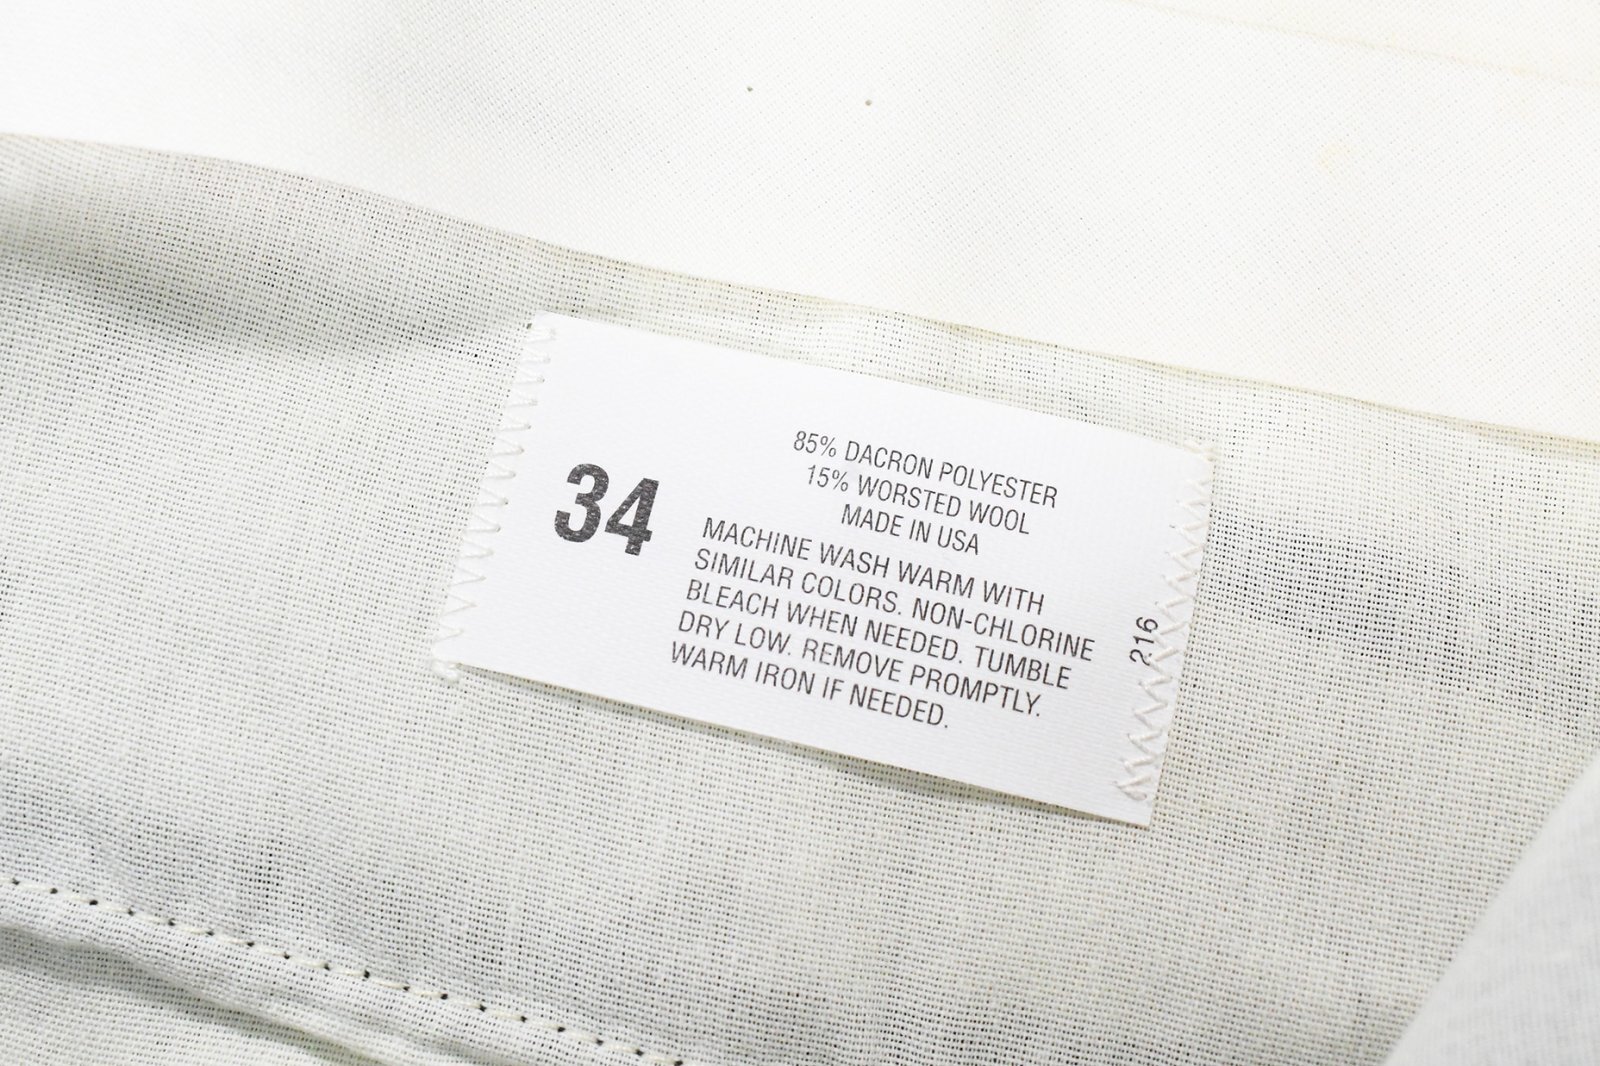 34
85% DACRON POLYESTER
15% WORSTED WOOL
MADE IN USA
MACHINE WASH WARM WITH
SIMILAR COLORS. NON-CHLORINE
BLEACH WHEN NEEDED. TUMBLE
DRY LOW. REMOVE PROMPTLY.
WARM IRON IF NEEDED.
216